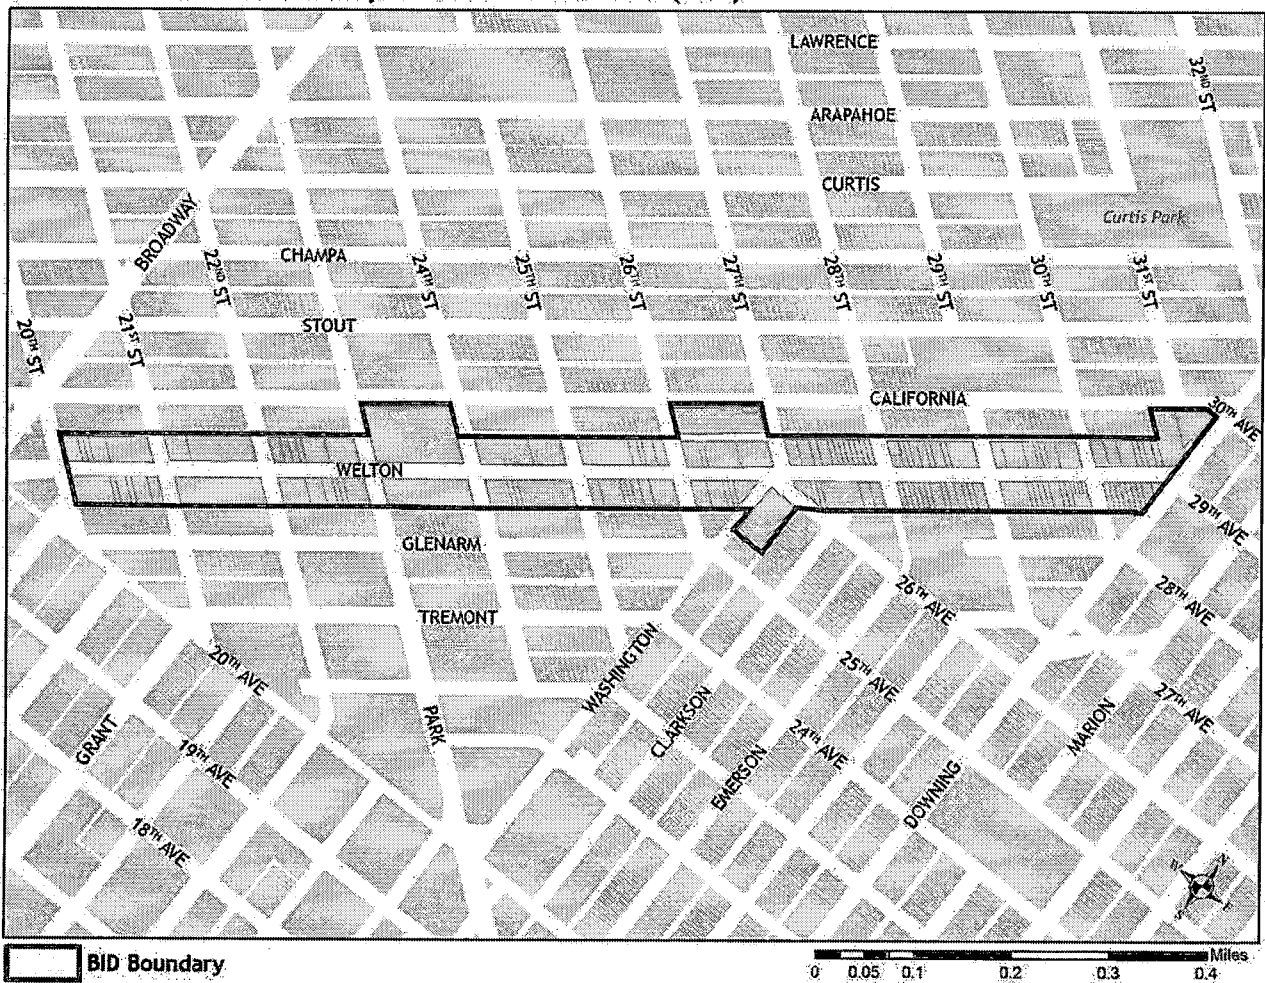 LAWRENCE
32ND ST
ARAPAHOE
CURTIS
Curtis Park
BROADWAY
CHAMPA
22ND ST
24TH ST
25TH ST
26TH ST
27TH ST
28TH ST
29TH ST
30TH ST
31ST ST
STOUT
20TH ST
21ST ST
CALIFORNIA
30TH AVE
WELTON
29TH AVE
GLENARM
26TH AVE
28TH AVE
TREMONT
WASHINGTON
25TH AVE
20TH AVE
CLARKSON
27TH AVE
MARION
PARK
GRANT
19TH AVE
24TH AVE
EMERSON
DOWNING
18TH AVE
N
W
E
S
BID Boundary
Miles
0 0.05 0.1 0.2 0.3 0.4